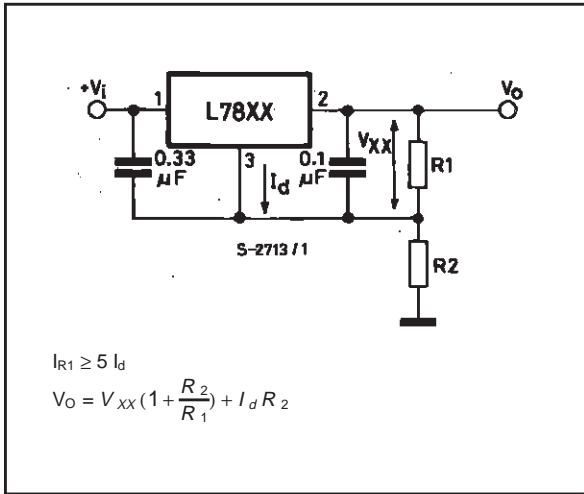 +Vi
1
L78XX
2
Vo
0.33
µF
3
Id
0.1
µF
VXX
R1
S-2713/1
R2
IR1 ≥ 5 Id
VO = VXX (1 + R2/R1) + Id R2